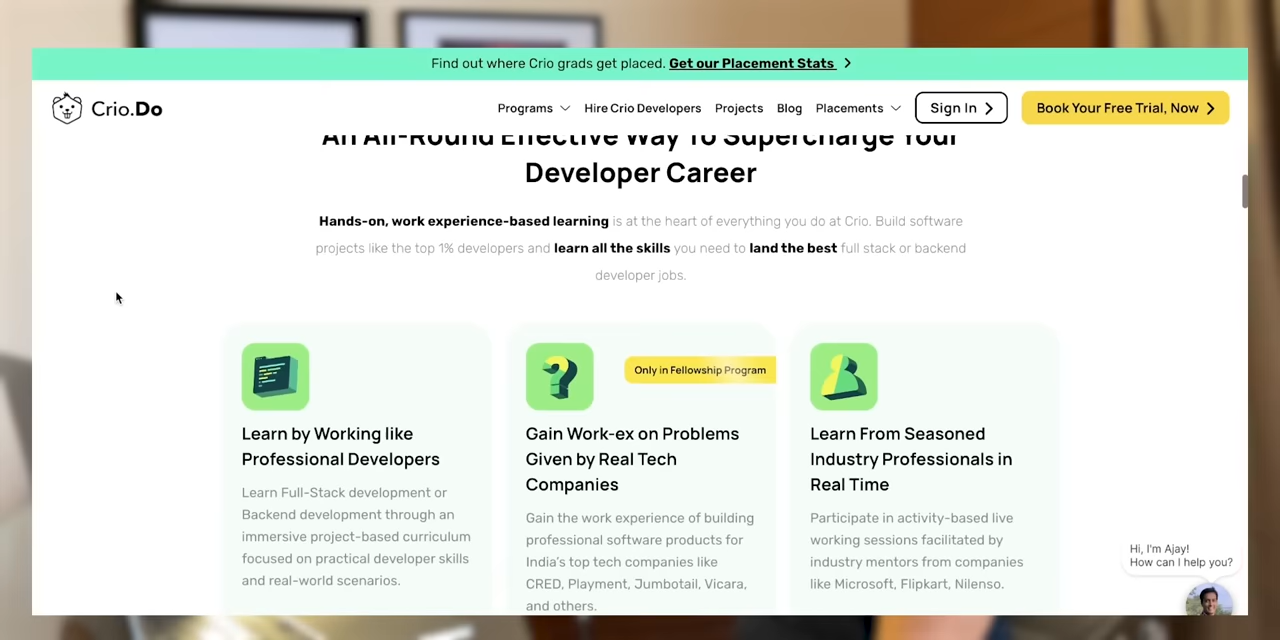 Find out where Crio grads get placed. Get our Placement Stats
Crio.Do
Programs
Hire Crio Developers
Projects
Blog
Placements
Sign In
Book Your Free Trial, Now
An All-Round Effective Way To Supercharge Your
Developer Career
Hands-on, work experience-based learning is at the heart of everything you do at Crio. Build software
projects like the top 1% developers and learn all the skills you need to land the best full stack or backend
developer jobs.
Learn by Working like
Professional Developers
Learn Full-Stack development or
Backend development through an
immersive project-based curriculum
focused on practical developer skills
and real-world scenarios.
Only in Fellowship Program
Gain Work-ex on Problems
Given by Real Tech
Companies
Gain the work experience of building
professional software products for
India's top tech companies like
CRED, Playment, Jumbotail, Vicara,
and others.
Learn From Seasoned
Industry Professionals in
Real Time
Participate in activity-based live
working sessions facilitated by
industry mentors from companies
like Microsoft, Flipkart, Nilenso.
Hi, I'm Ajay!
How can I help you?